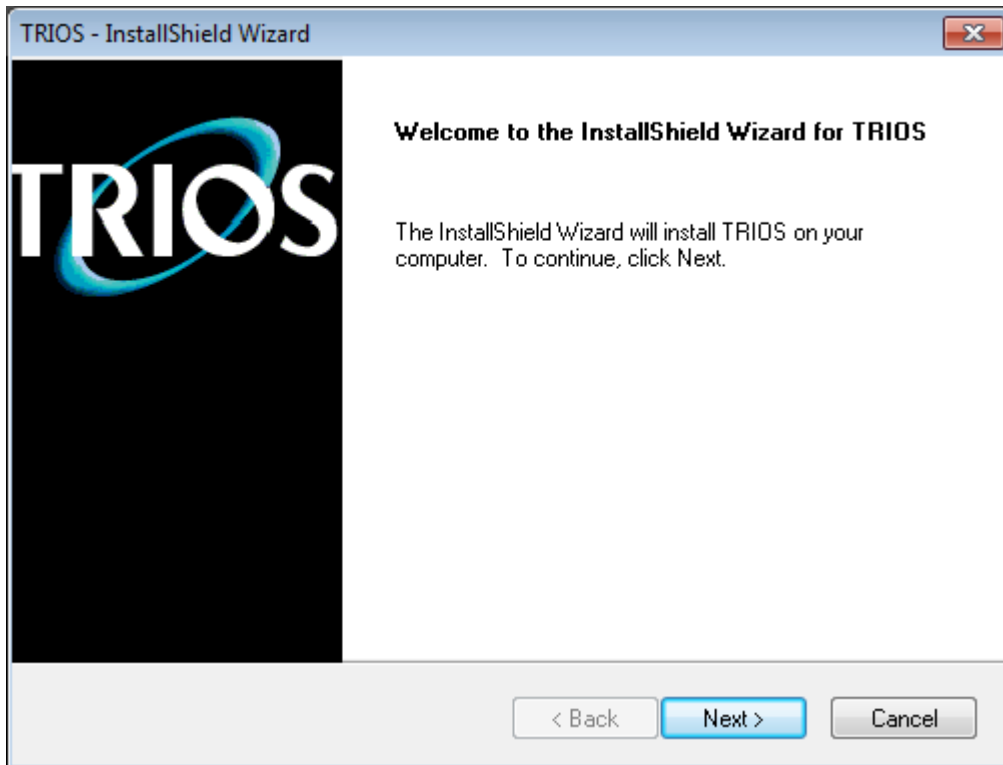 TRIOS - InstallShield Wizard
TRIOS
Welcome to the InstallShield Wizard for TRIOS
The InstallShield Wizard will install TRIOS on your
computer.  To continue, click Next.
< Back
Next >
Cancel